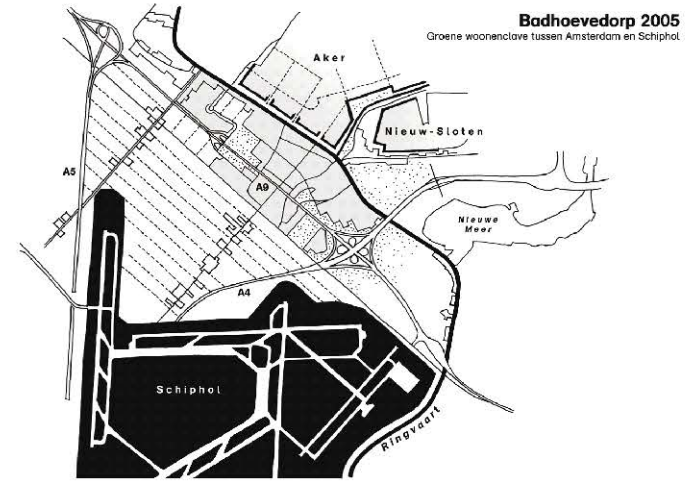 Badhoevedorp 2005
Groene woonenclave tussen Amsterdam en Schiphol
Aker
Nieuw-Sloten
A5
A9
Nieuwe
Meer
A4
Schiphol
Ringvaart